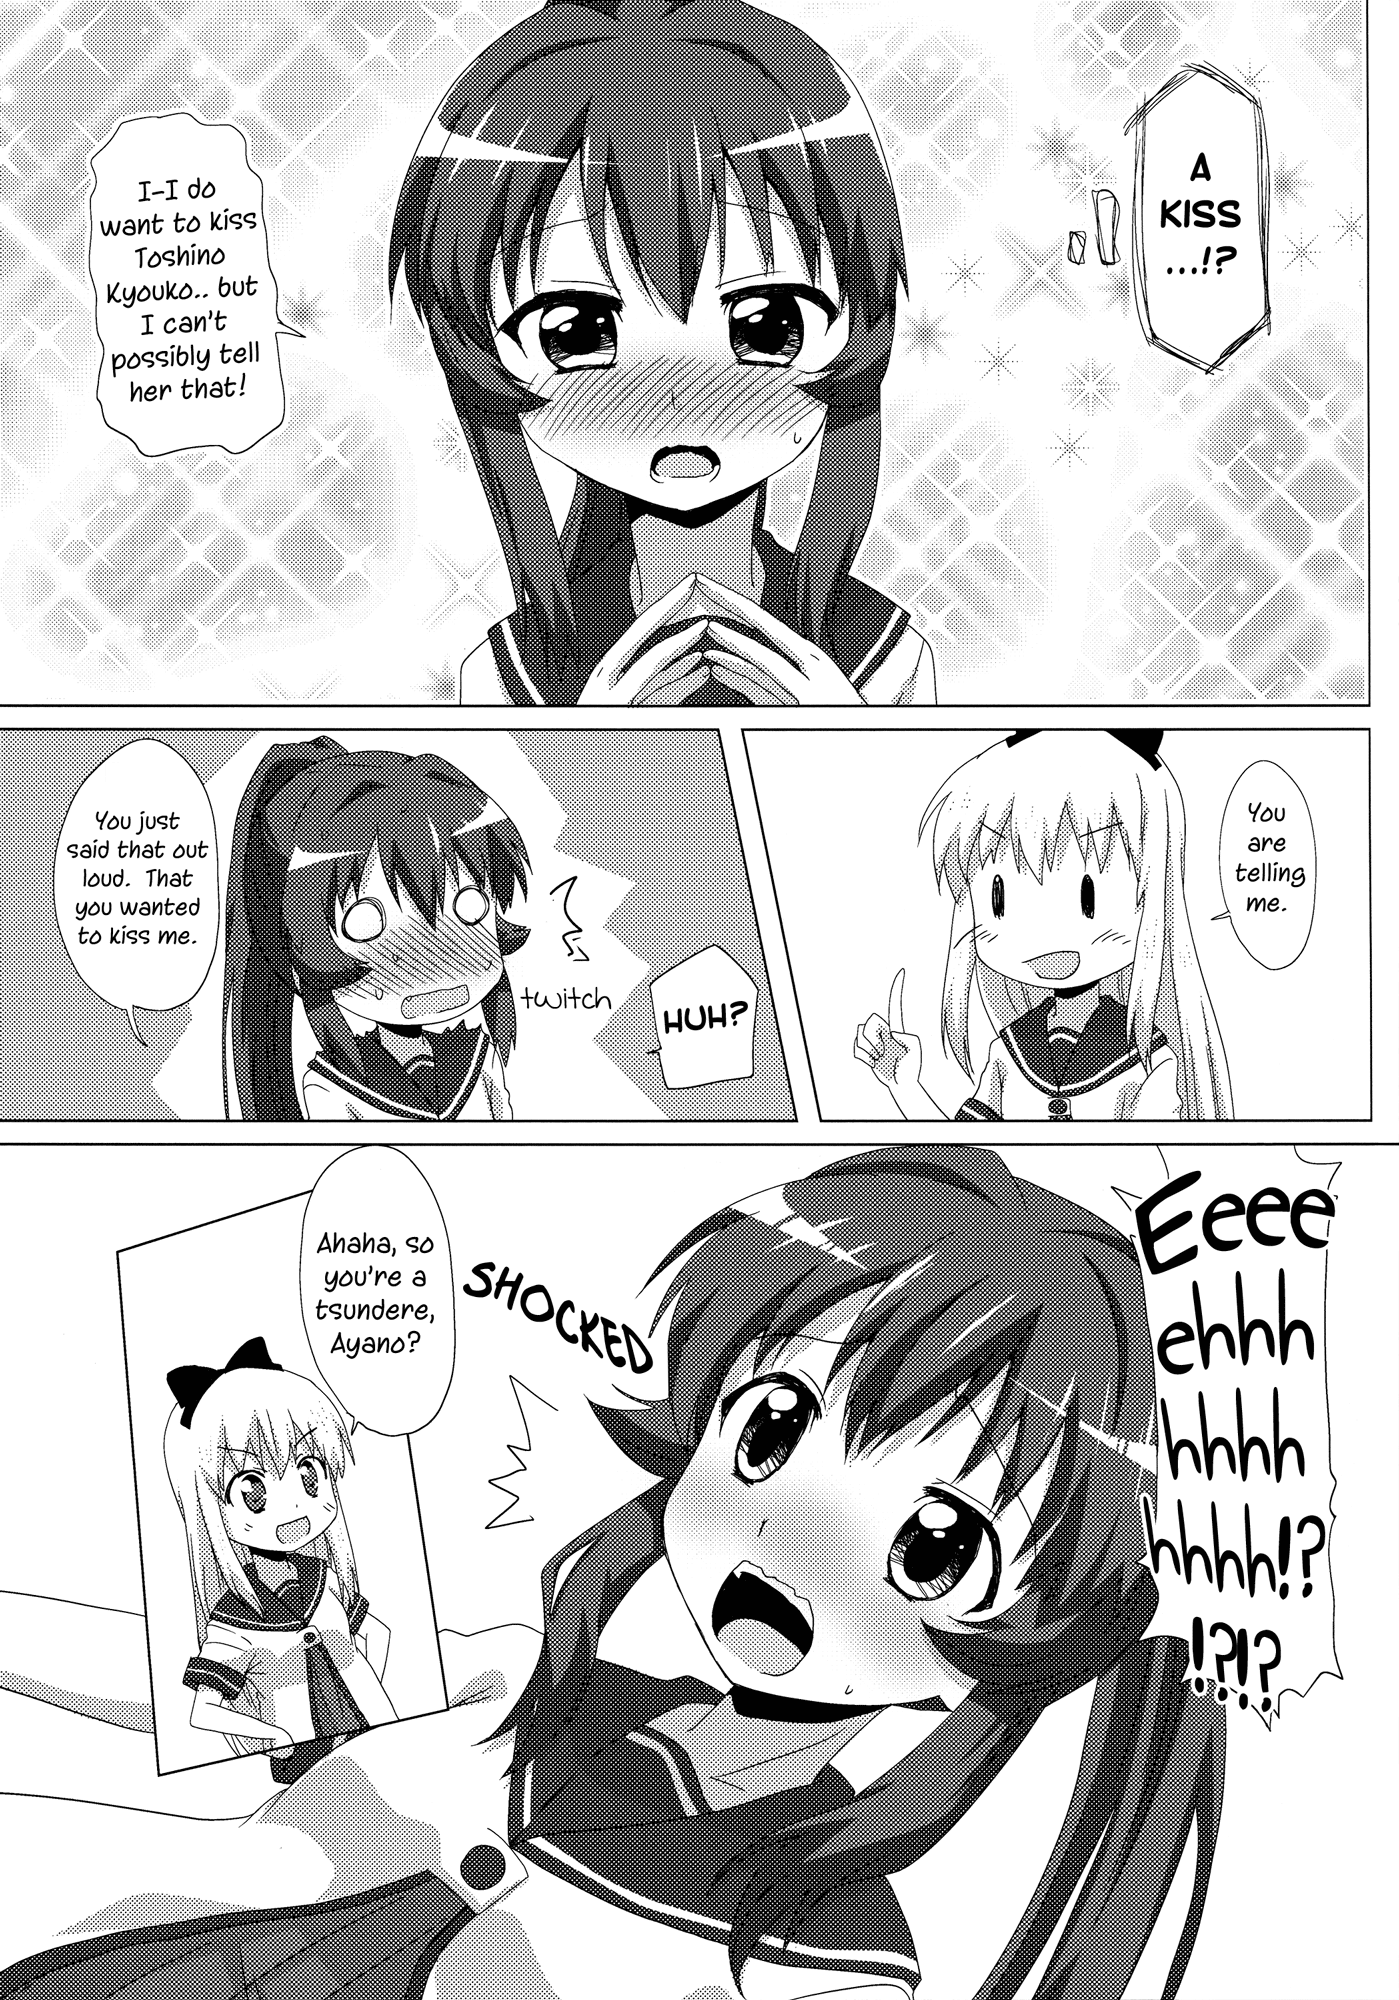 A
KISS
...!?
I-I do
want to kiss
Toshino
Kyouko.. but
I can't
possibly tell
her that!
You
are
telling
me.
HUH?
twitch
You just
said that out
loud. That
you wanted
to kiss me.
Eeee
ehhh
hhhh
hhhh!?
!?!?
SHOCKED
Ahaha, so
you're a
tsundere,
Ayano?